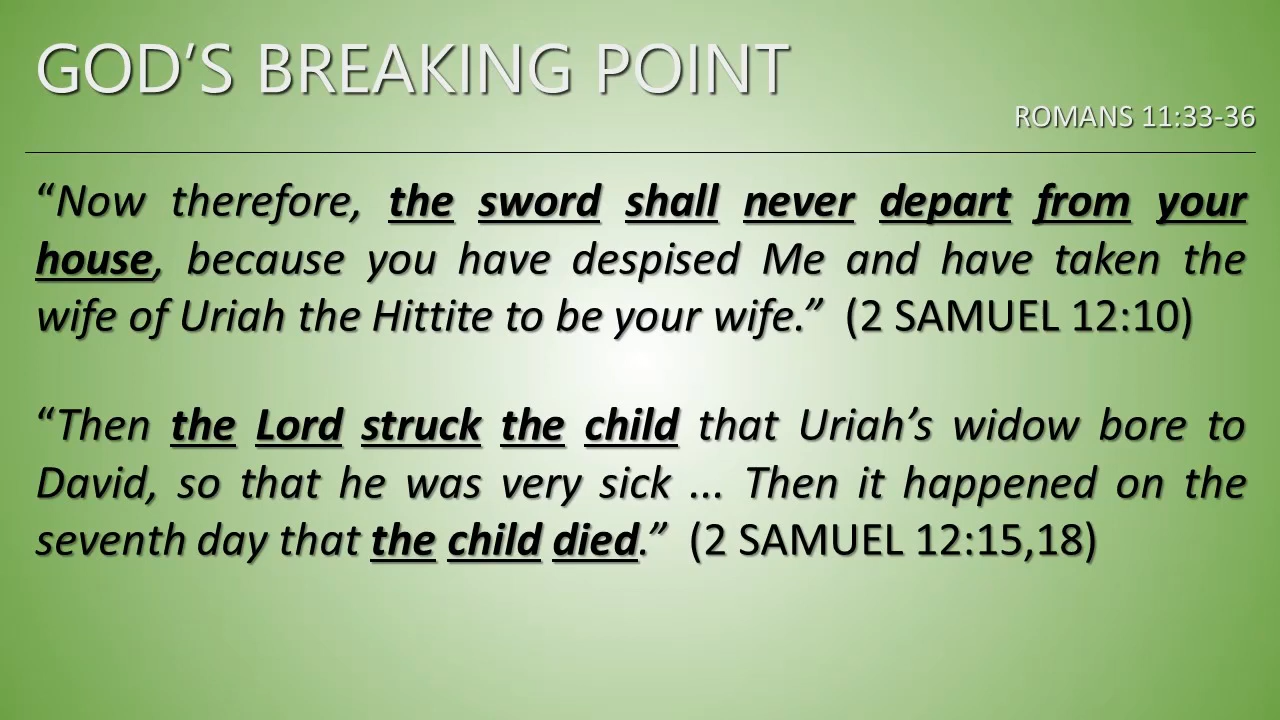 GOD’S BREAKING POINT
ROMANS 11:33-36
“Now therefore, the sword shall never depart from your
house, because you have despised Me and have taken the
wife of Uriah the Hittite to be your wife.” (2 SAMUEL 12:10)
“Then the Lord struck the child that Uriah’s widow bore to
David, so that he was very sick ... Then it happened on the
seventh day that the child died.” (2 SAMUEL 12:15,18)